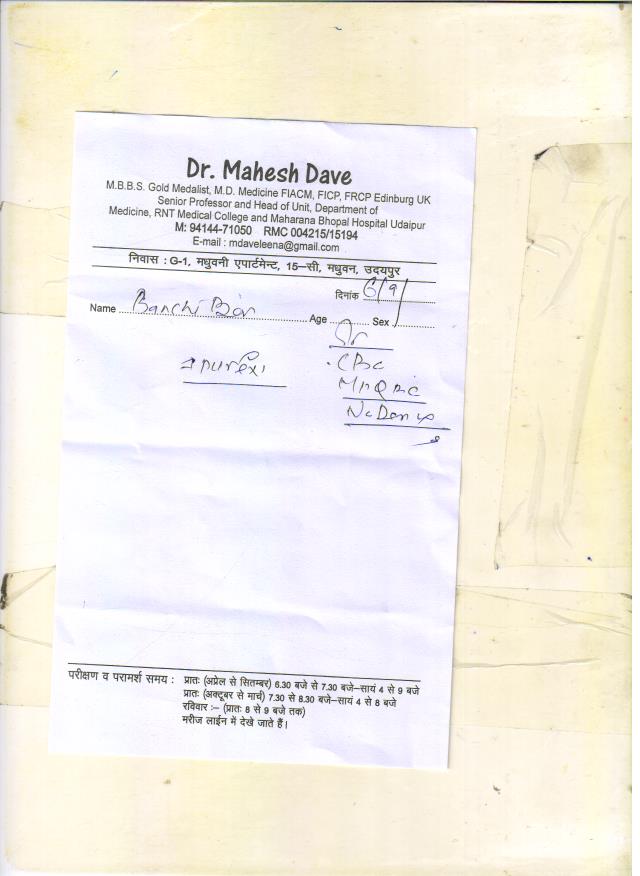 Dr. Mahesh Dave
M.B.B.S. Gold Medalist, M.D. Medicine FIACM, FICP, FRCP Edinburg UK
Senior Professor and Head of Unit, Department of
Medicine, RNT Medical College and Maharana Bhopal Hospital Udaipur
M: 94144-71050 RMC 004215/15194
E-mail : mdaveleena@gmail.com
निवास : G-1, मधुवनी एपार्टमेन्ट, 15–सी, मधुवन, उदयपुर
दिनांक 6/9/
Name Banchi Age Sex
CBC
परीक्षण व परामर्श समय : प्रातः (अप्रेल से सितम्बर) 6.30 बजे से 7.30 बजे–सायं 4 से 9 बजे
प्रातः (अक्टूबर से मार्च) 7.30 से 8.30 बजे–सायं 4 से 8 बजे
रविवार :– (प्रातः 8 से 9 बजे तक)
मरीज लाईन में देखे जाते हैं।